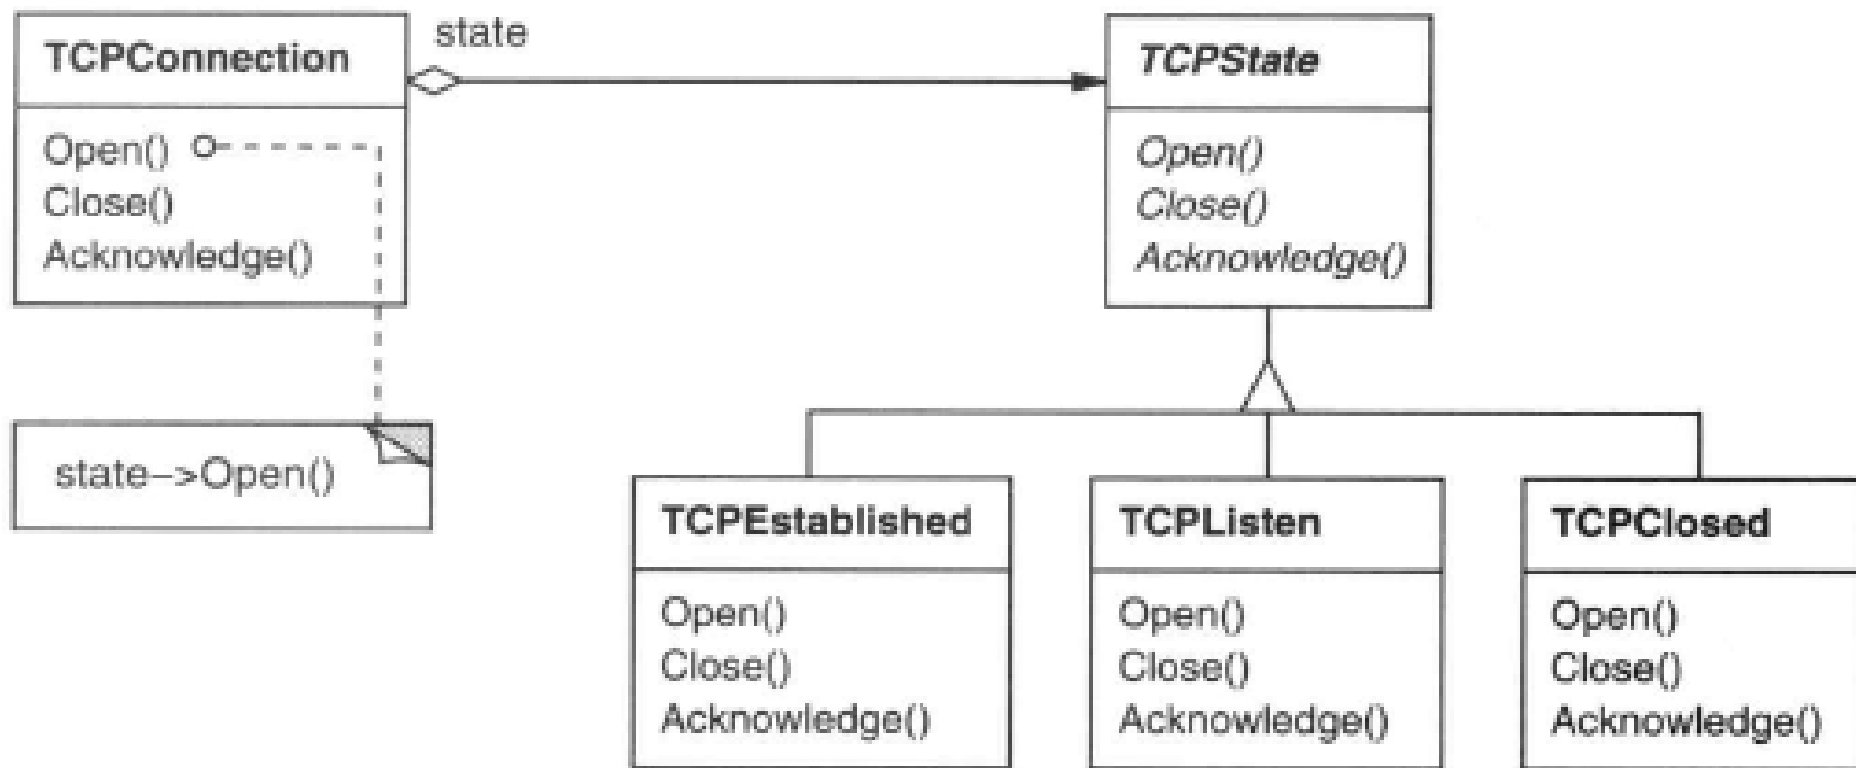 TCPConnection
Open()
Close()
Acknowledge()
state
TCPState
Open()
Close()
Acknowledge()
state–>Open()
TCPEstablished
Open()
Close()
Acknowledge()
TCPListen
Open()
Close()
Acknowledge()
TCPClosed
Open()
Close()
Acknowledge()